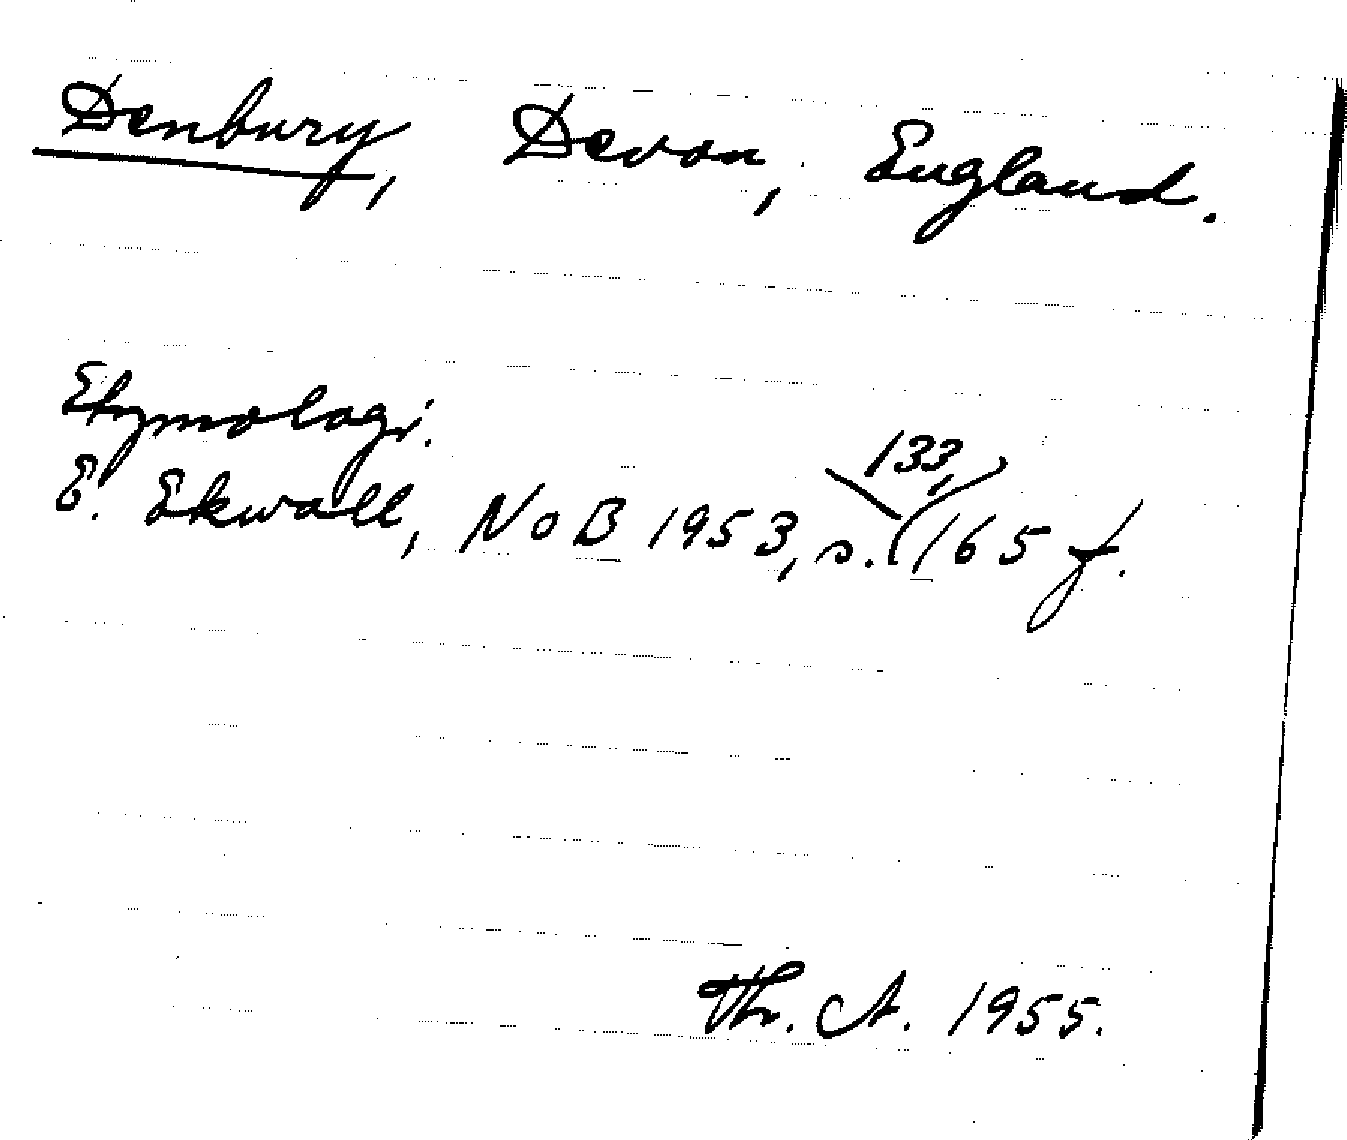 Denbury, Devon, England.
Etymologi.
E. Ekwall, NoB 1953, s. 133, 165 f.
Th. A. 1955.